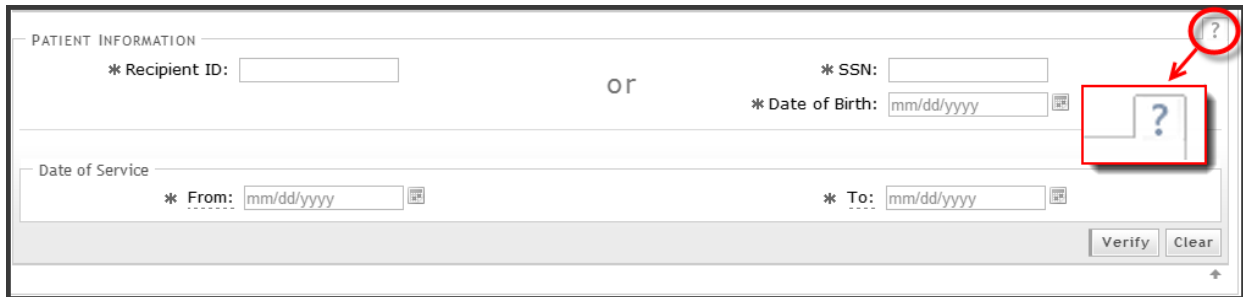 PATIENT INFORMATION
?
* Recipient ID:
or
* SSN:
* Date of Birth: mm/dd/yyyy
?
Date of Service
* From: mm/dd/yyyy
* To: mm/dd/yyyy
Verify Clear